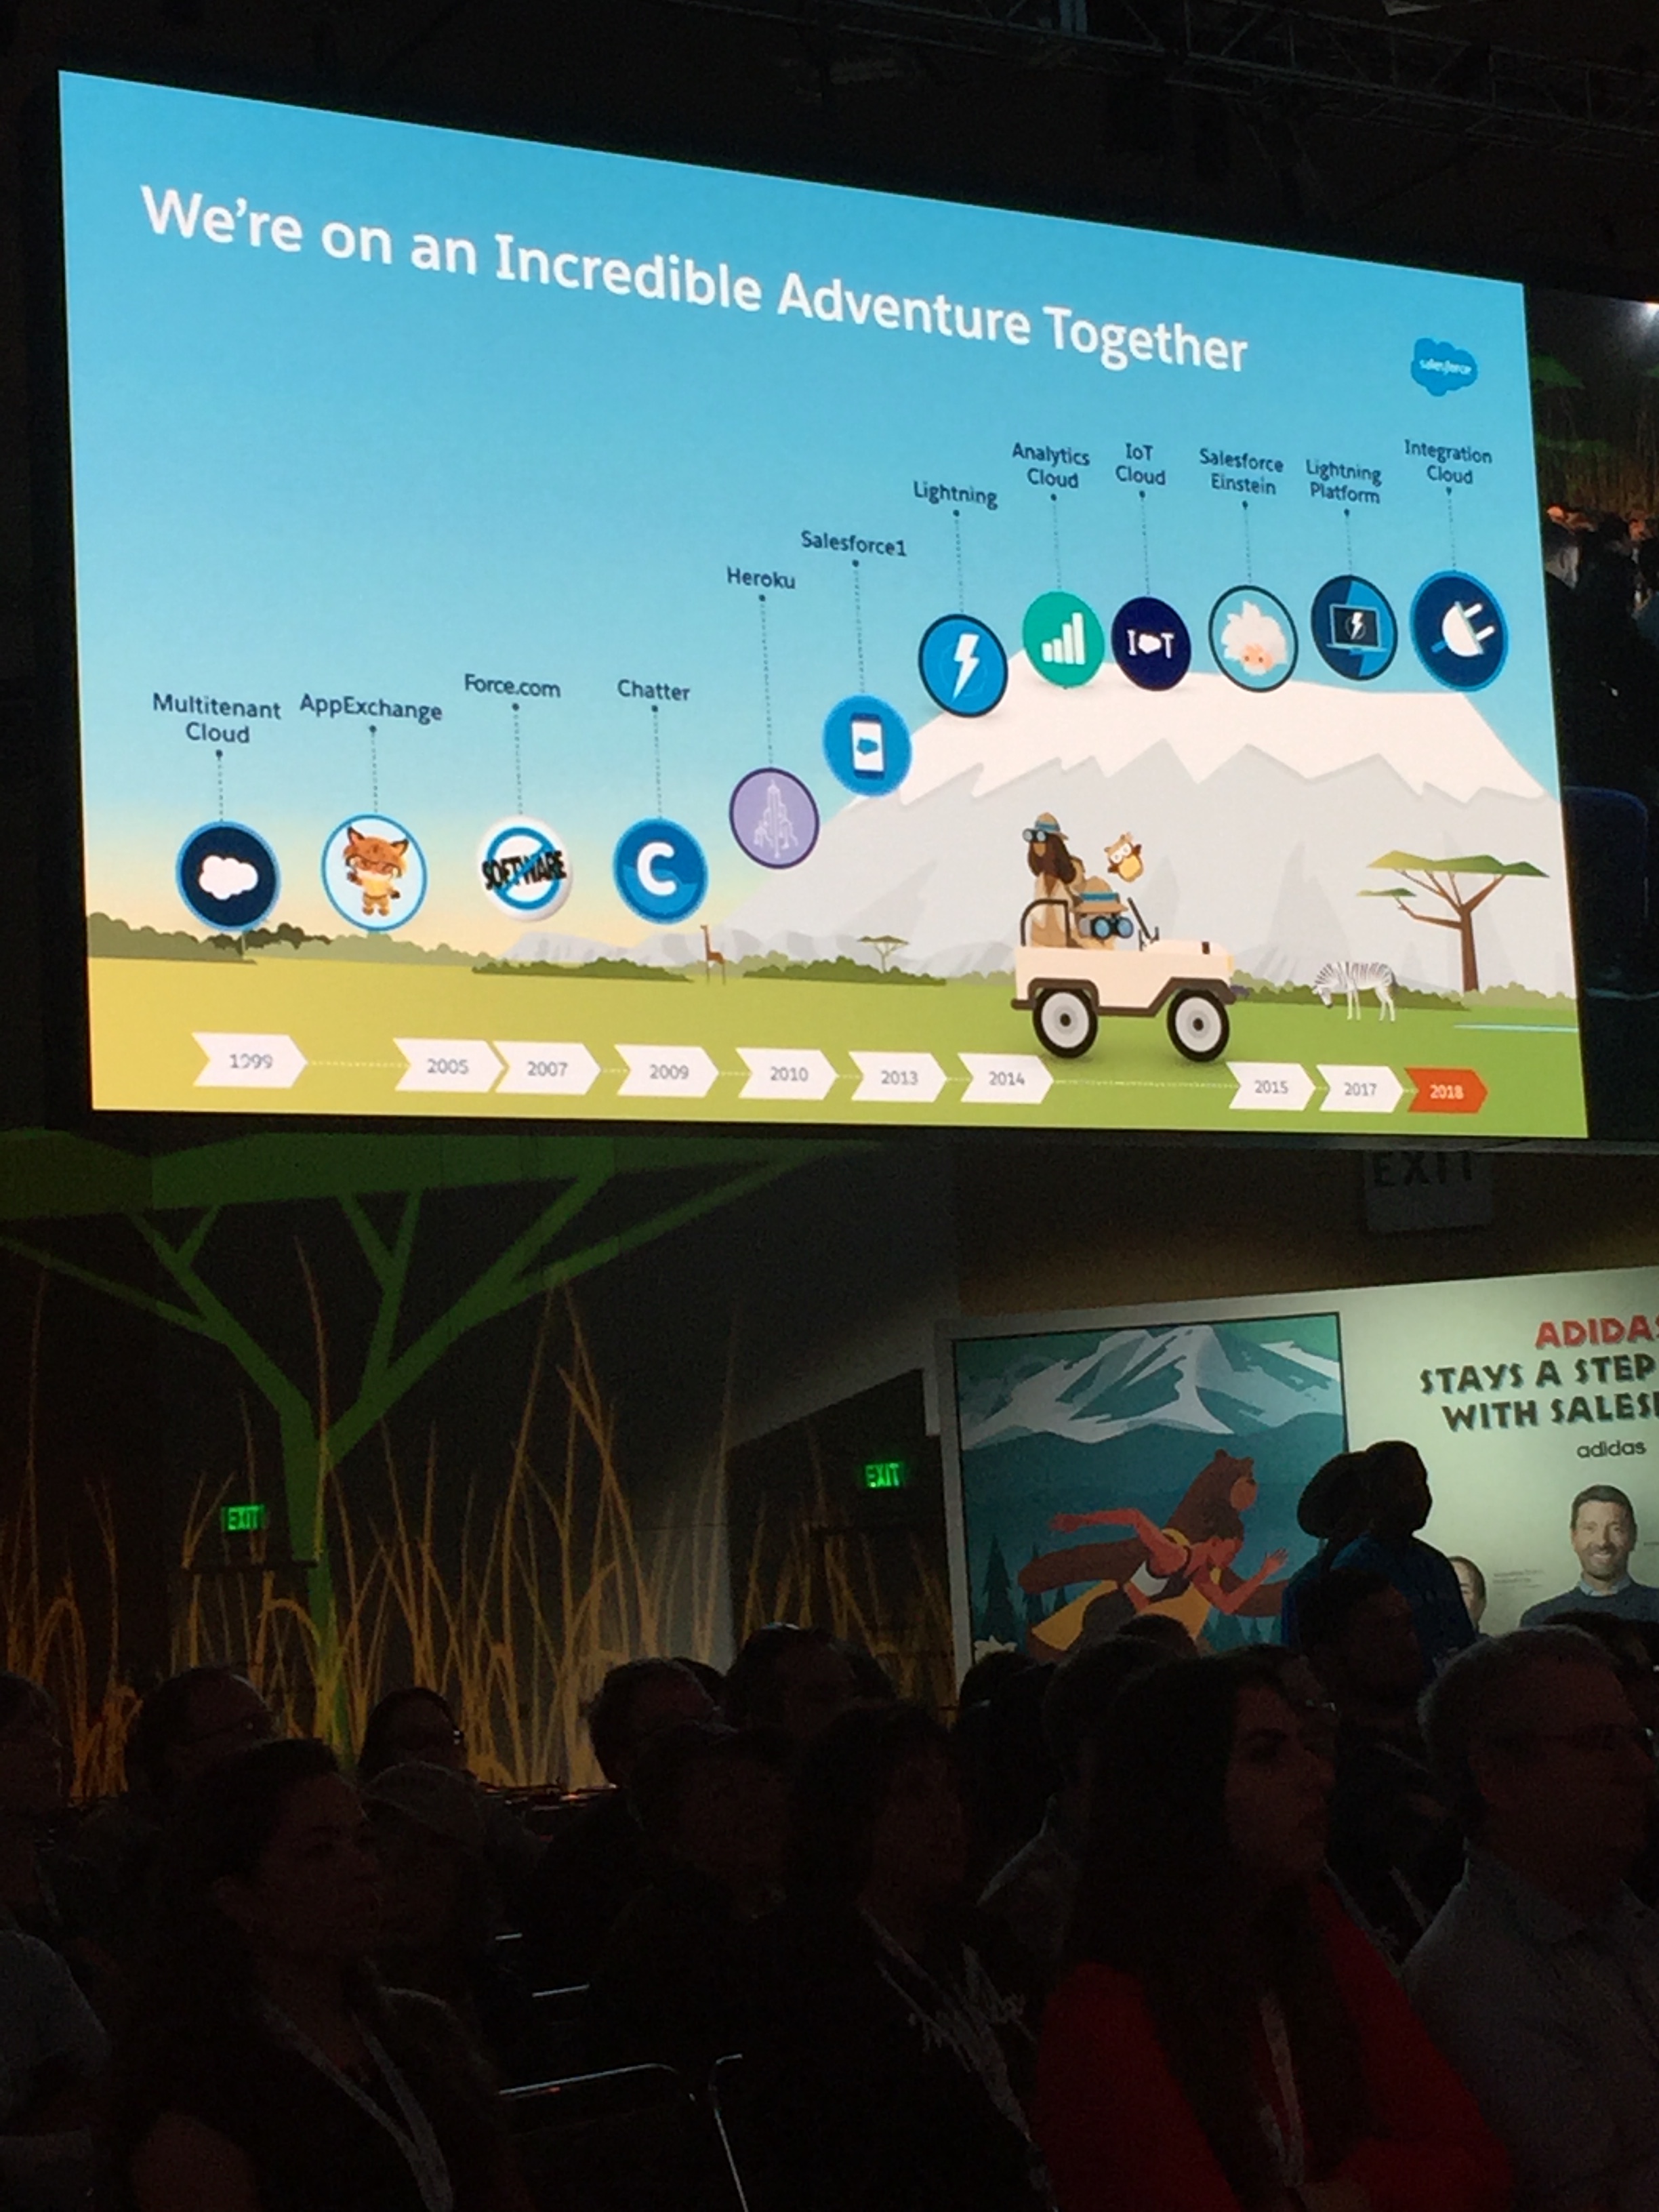 We're on an Incredible Adventure Together
salesforce
Multitenant
Cloud
AppExchange
Force.com
Chatter
Heroku
Salesforce1
Lightning
Analytics
Cloud
IoT
Cloud
Salesforce
Einstein
Lightning
Platform
Integration
Cloud
SOFTWARE
C
IoT
1999
2005
2007
2009
2010
2013
2014
2015
2017
2018
EXIT
ADIDAS
STAYS A STEP
WITH
adidas
EXIT
EXIT